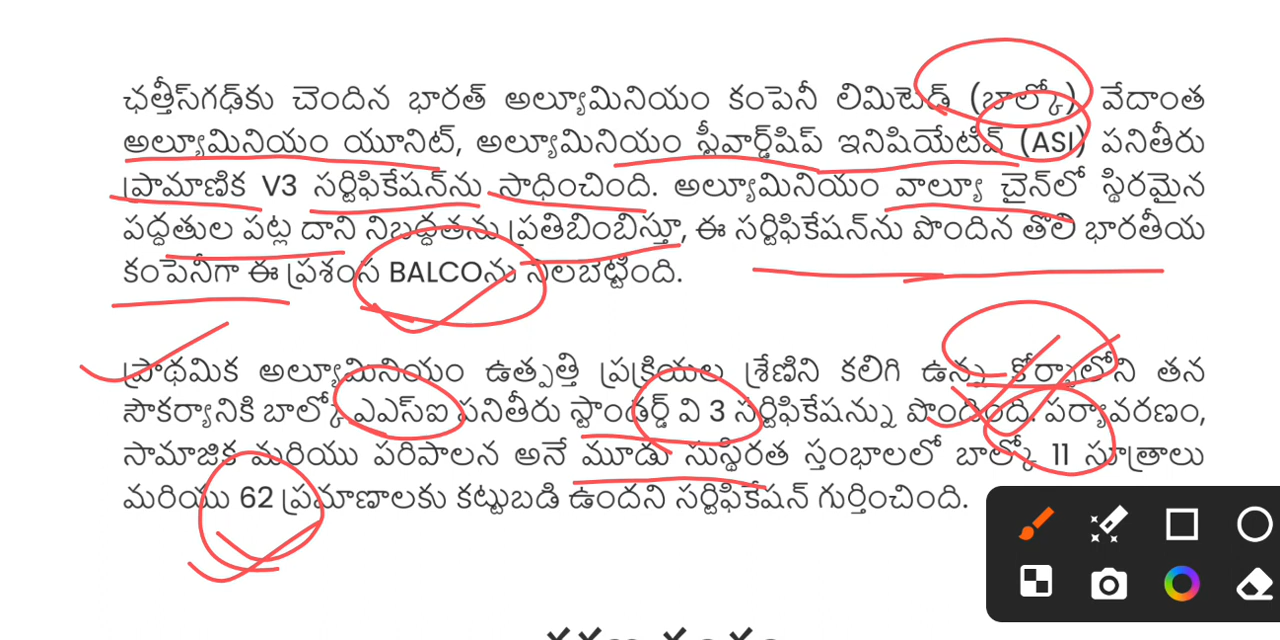 ఛత్తీస్‌గఢ్‌కు చెందిన భారత్ అల్యూమినియం కంపెనీ లిమిటెడ్ (బాల్కో) వేదాంత
అల్యూమినియం యూనిట్, అల్యూమినియం స్టీవార్డ్‌షిప్ ఇనిషియేటివ్ (ASI) పనితీరు
ప్రామాణిక V3 సర్టిఫికేషన్‌ను సాధించింది. అల్యూమినియం వాల్యూ చైన్‌లో స్థిరమైన
పద్ధతుల పట్ల దాని నిబద్ధతను ప్రతిబింబిస్తూ, ఈ సర్టిఫికేషన్‌ను పొందిన తొలి భారతీయ
కంపెనీగా ఈ ప్రశంస BALCOను నిలబెట్టింది.
ప్రాథమిక అల్యూమినియం ఉత్పత్తి ప్రక్రియల శ్రేణిని కలిగి ఉన్న కోర్బాలోని తన
సౌకర్యానికి బాల్కో ఎఎస్ఐ పనితీరు స్టాండర్డ్ వి 3 సర్టిఫికేషన్ను పొందింది. పర్యావరణం,
సామాజిక మరియు పరిపాలన అనే మూడు సుస్థిరత స్తంభాలలో బాల్కో 11 సూత్రాలు
మరియు 62 ప్రమాణాలకు కట్టుబడి ఉందని సర్టిఫికేషన్ గుర్తించింది.